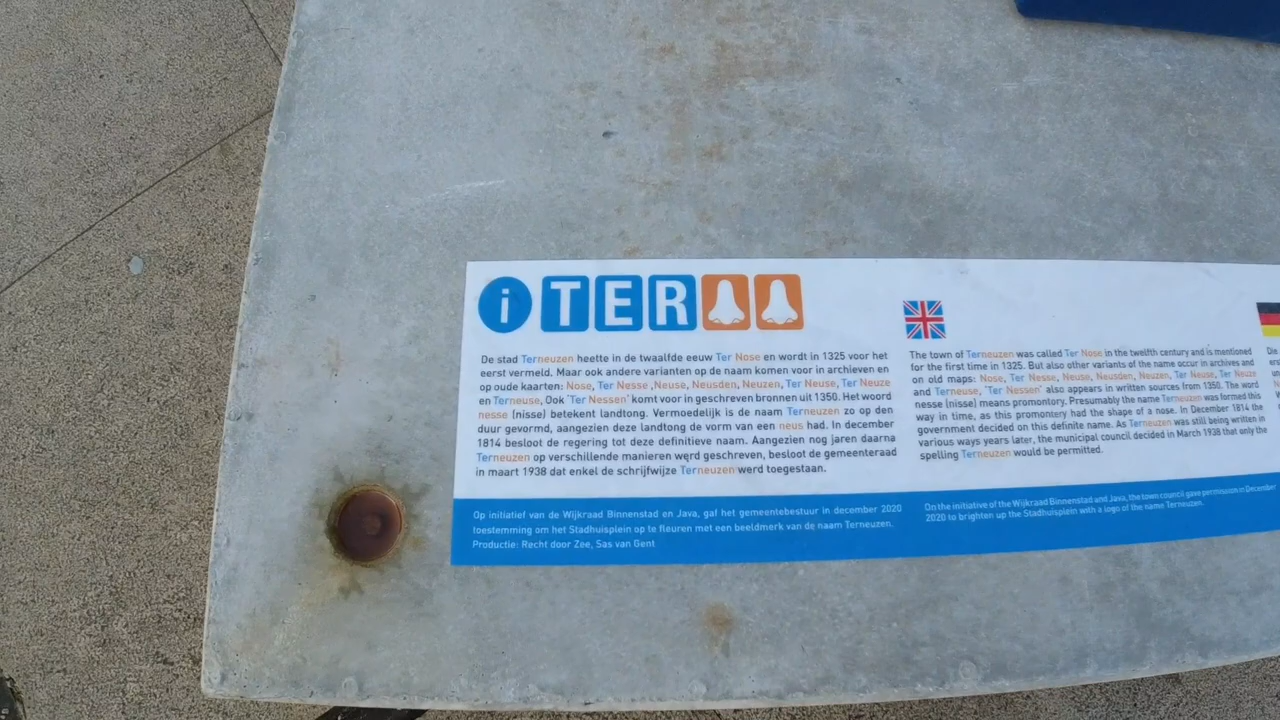 i TER
De stad Terneuzen heette in de twaalfde eeuw Ter Nose en wordt in 1325 voor het
eerst vermeld. Maar ook andere varianten op de naam komen voor in archieven en
op oude kaarten: Nose, Ter Nesse ,Neuse, Neusden, Neuzen, Ter Neuse, Ter Neuze
en Terneuse, Ook 'Ter Nessen' komt voor in geschreven bronnen uit 1350. Het woord
nesse (nisse) betekent landtong. Vermoedelijk is de naam Terneuzen zo op den
duur gevormd, aangezien deze landtong de vorm van een neus had. In december
1814 besloot de regering tot deze definitieve naam. Aangezien nog jaren daarna
Terneuzen op verschillende manieren werd geschreven, besloot de gemeenteraad
in maart 1938 dat enkel de schrijfwijze Terneuzen werd toegestaan.
Op initiatief van de Wijkraad Binnenstad en Java, gaf het gemeentebestuur in december 2020
toestemming om het Stadhuisplein op te fleuren met een beeldmerk van de naam Terneuzen.
Productie: Recht door Zee, Sas van Gent
The town of Terneuzen was called Ter Nose in the twelfth century and is mentioned
for the first time in 1325. But also other variants of the name occur in archives and
on old maps: Nose, Ter Nesse, Neuse, Neusden, Neuzen, Ter Neuse, Ter Neuze
and Terneuse, 'Ter Nessen' also appears in written sources from 1350. The word
nesse (nisse) means promontory. Presumably the name Terneuzen was formed this
way in time, as this promontory had the shape of a nose. In December 1814 the
government decided on this definite name. As Terneuzen was still being written in
various ways years later, the municipal council decided in March 1938 that only the
spelling Terneuzen would be permitted.
On the initiative of the Wijkraad Binnenstad and Java, the town council gave permission in December
2020 to brighten up the Stadhuisplein with a logo of the name Terneuzen.
Die